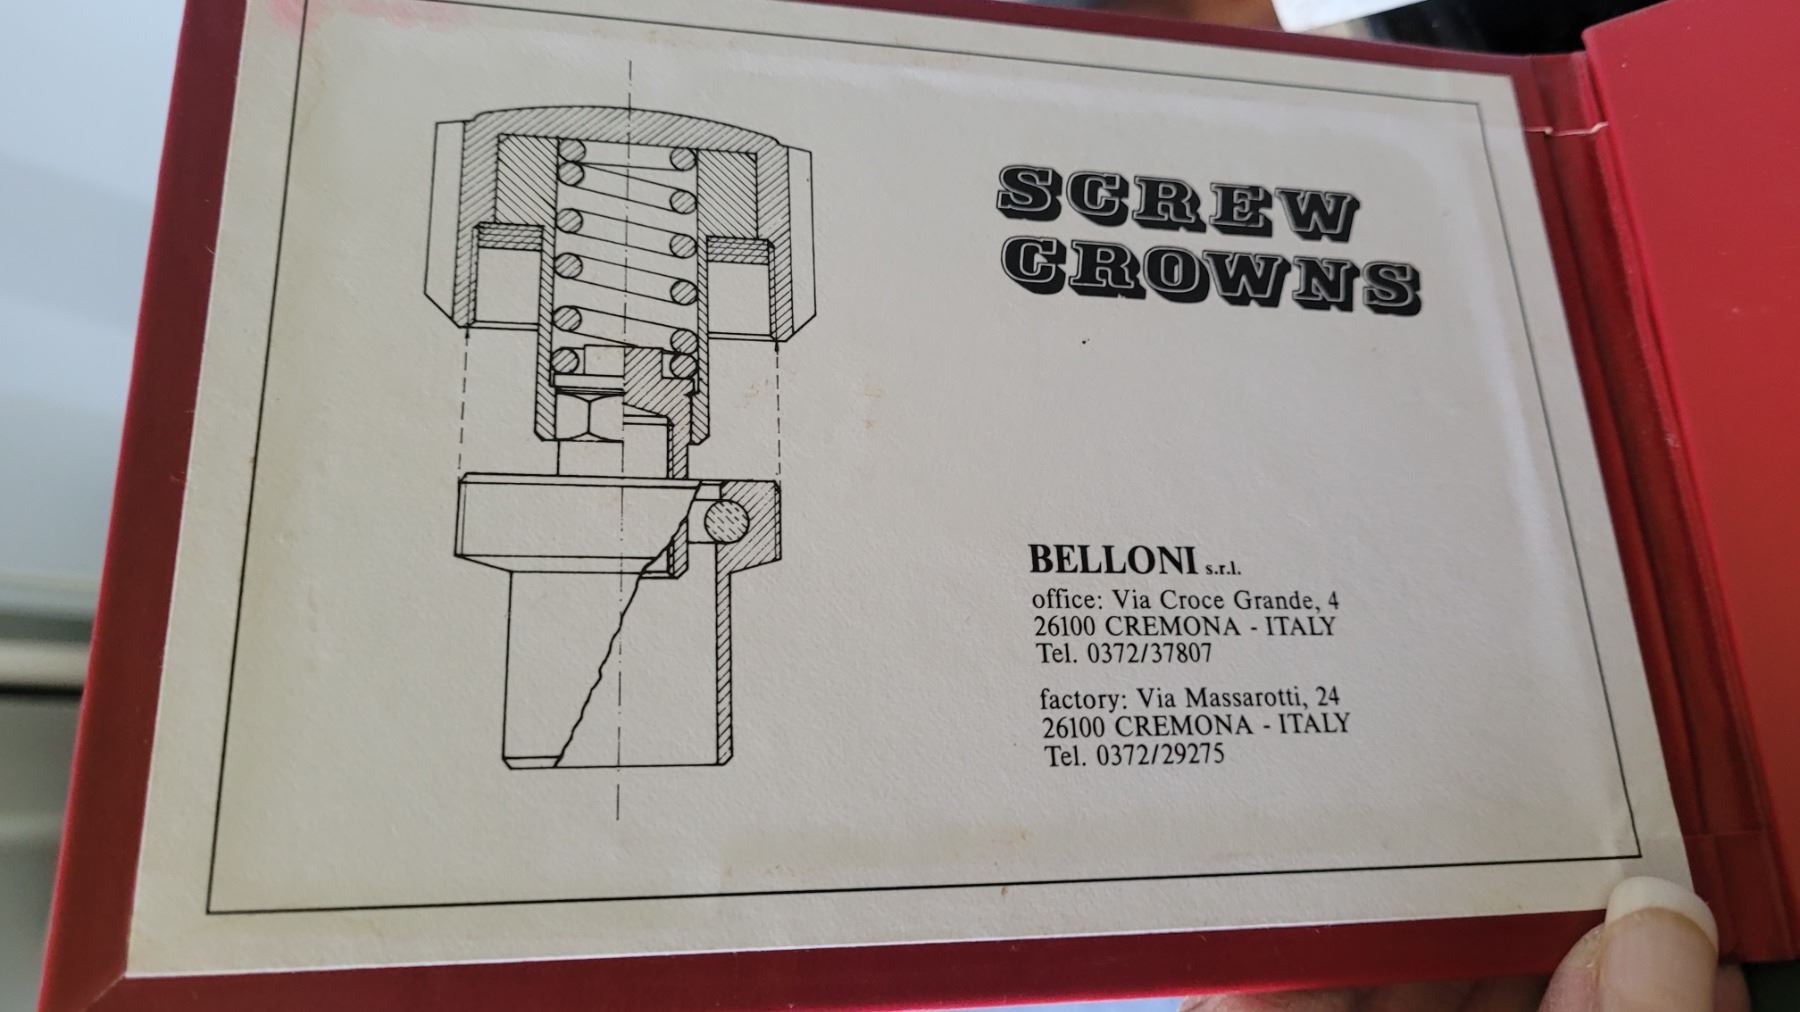 SCREW
CROWNS
BELLONI s.r.l.
office: Via Croce Grande, 4
26100 CREMONA - ITALY
Tel. 0372/37807
factory: Via Massarotti, 24
26100 CREMONA - ITALY
Tel. 0372/29275